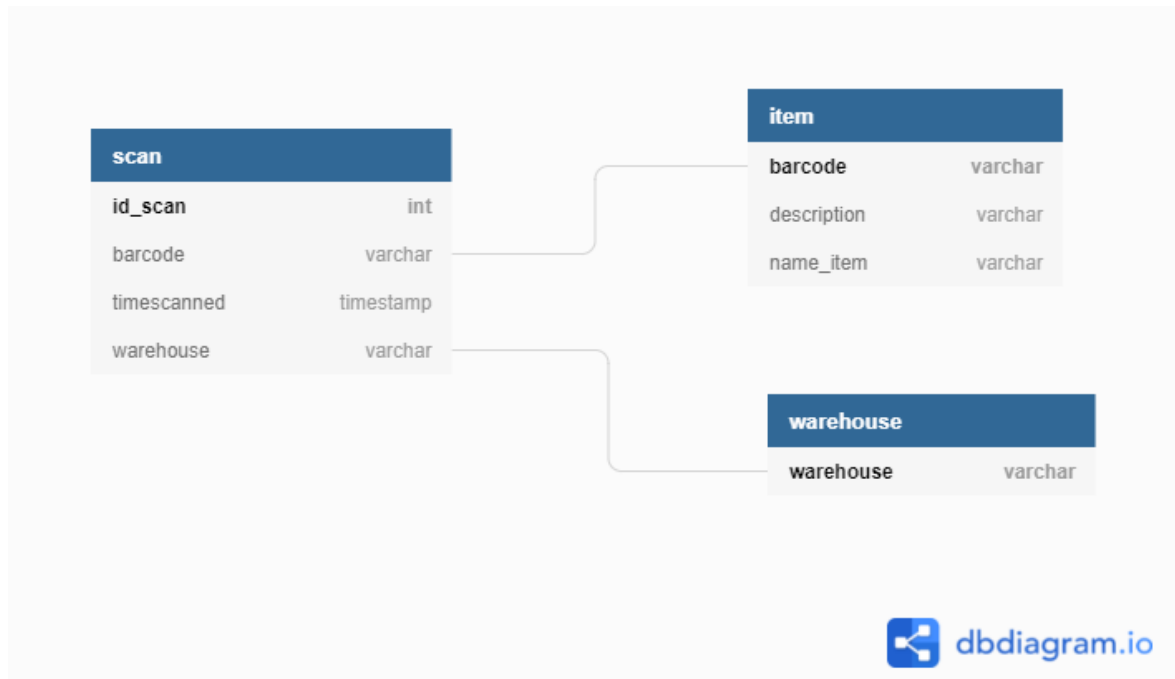 scan
id_scan int
barcode varchar
timescanned timestamp
warehouse varchar
item
barcode varchar
description varchar
name_item varchar
warehouse
warehouse varchar
dbdiagram.io